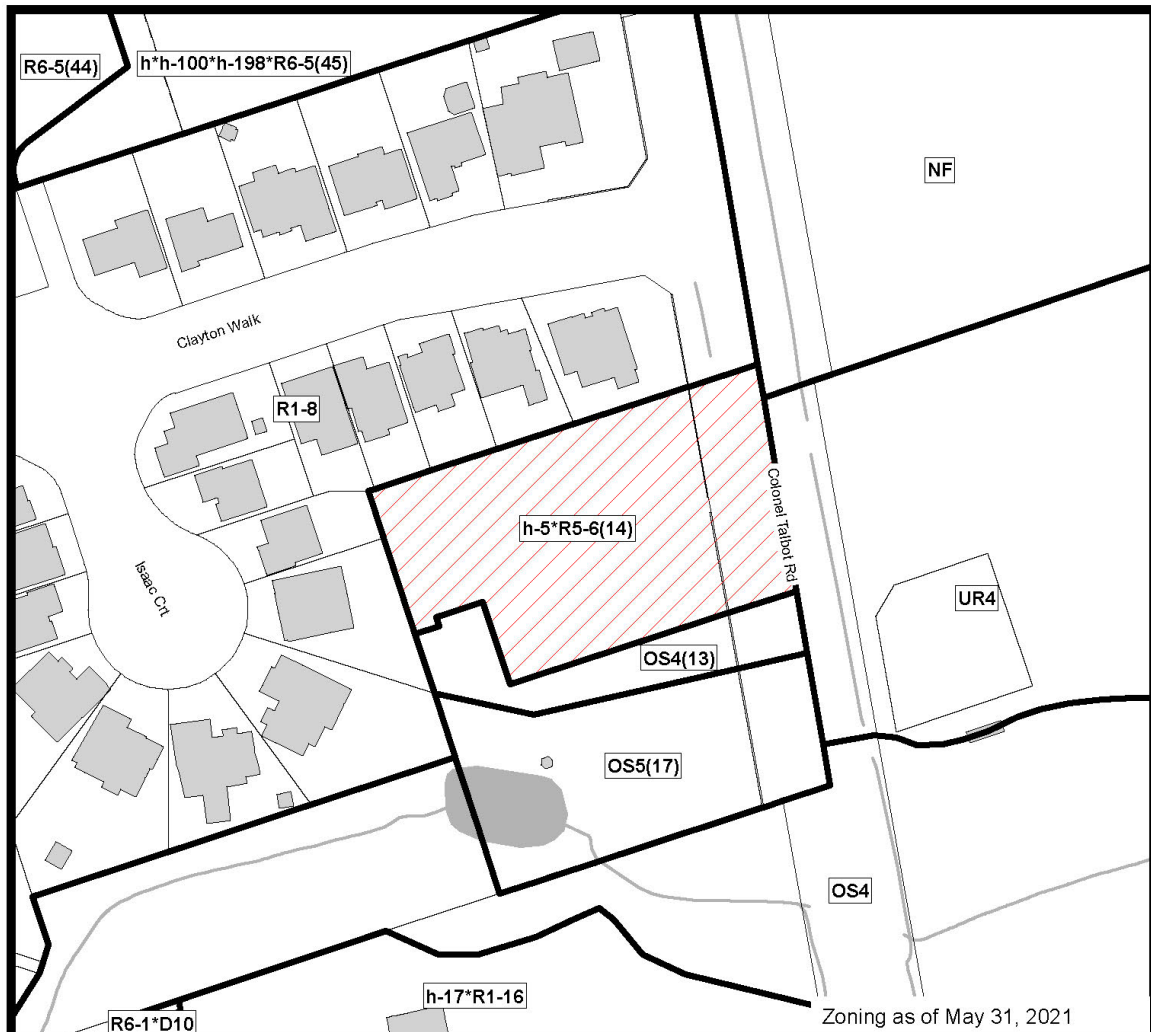 R6-5(44)
h*h-100*h-198*R6-5(45)
NF
Clayton Walk
R1-8
h-5*R5-6(14)
Colonel Talbot Rd
Isaac Crt
UR4
OS4(13)
OS5(17)
OS4
h-17*R1-16
R6-1*D10
Zoning as of May 31, 2021